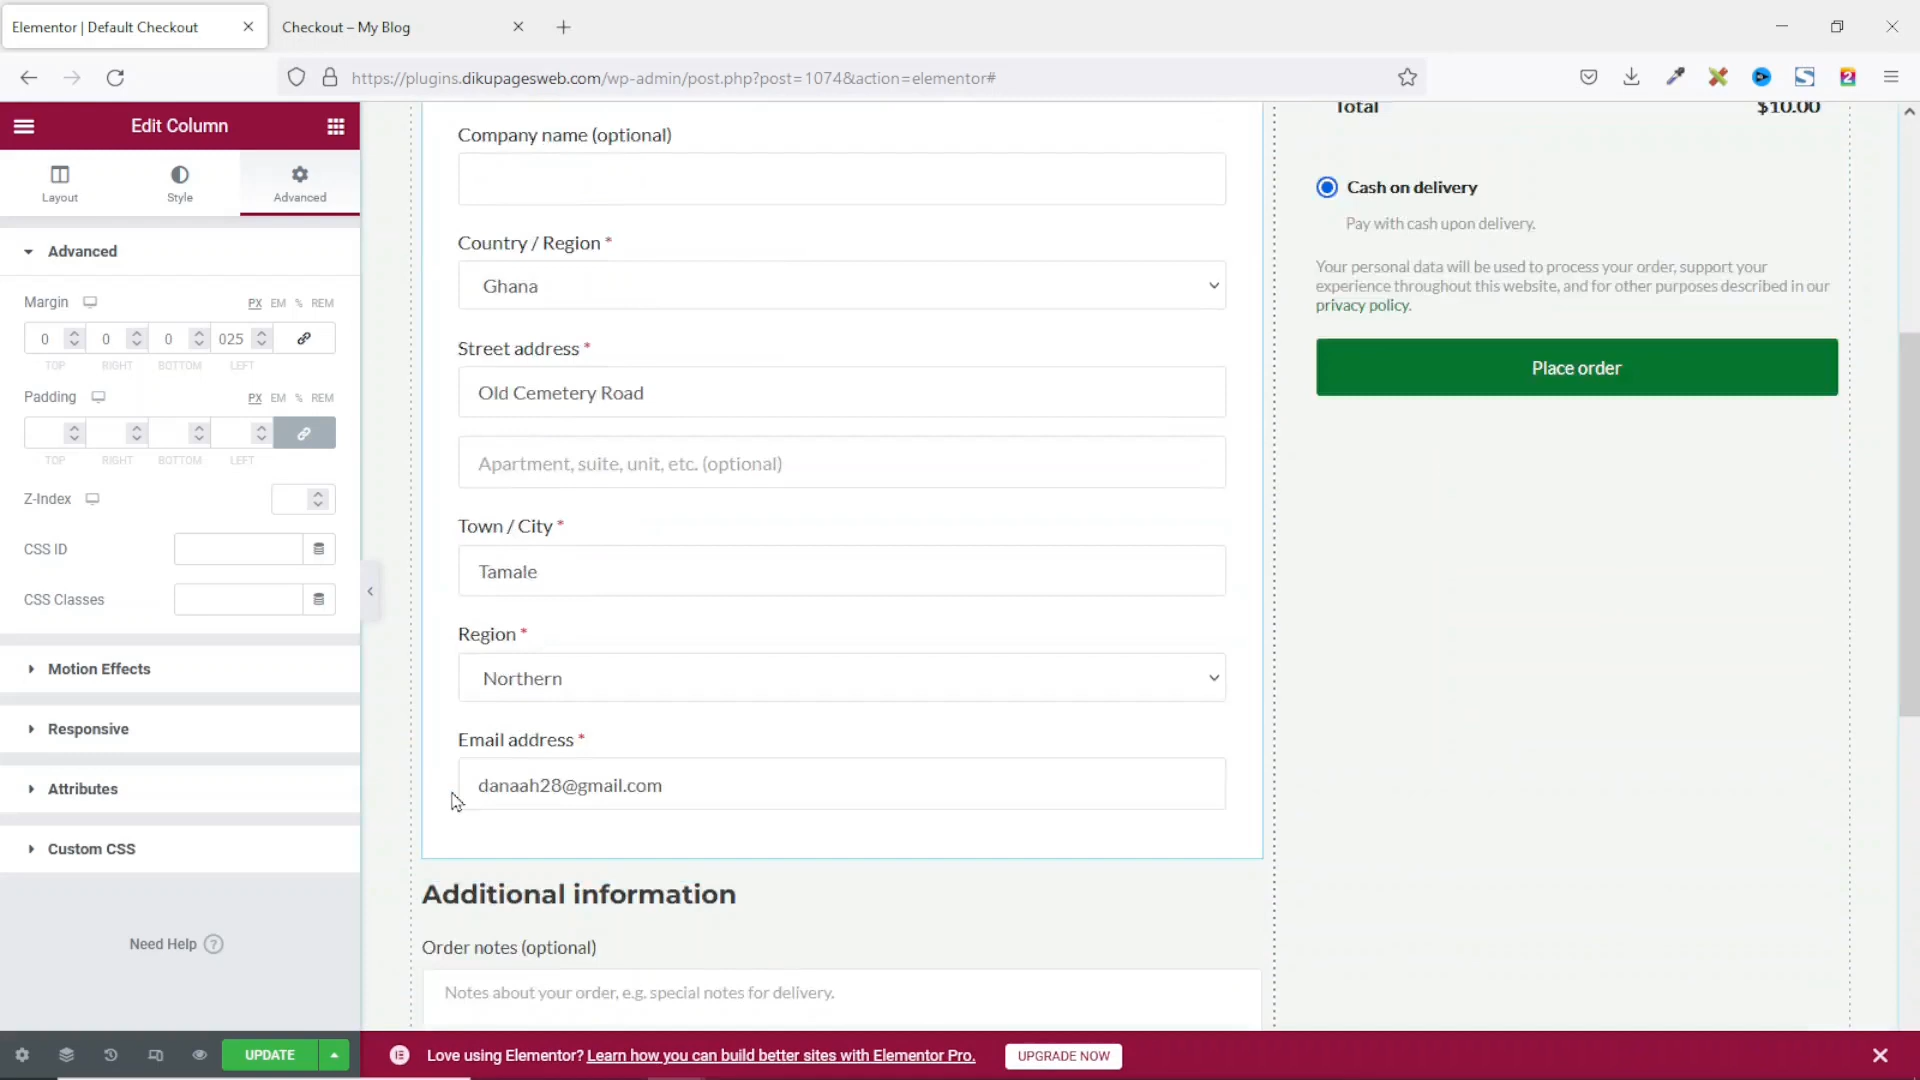 Elementor | Default Checkout
Checkout – My Blog
https://plugins.dikupagesweb.com/wp-admin/post.php?post=1074&action=elementor#
2
Edit Column
Layout
Style
Advanced
Advanced
Margin
PX EM % REM
0 0 0 025
TOP RIGHT BOTTOM LEFT
Padding
PX EM % REM
TOP RIGHT BOTTOM LEFT
Z-Index
CSS ID
CSS Classes
Motion Effects
Responsive
Attributes
Custom CSS
Need Help ?
UPDATE
Company name (optional)
Country / Region *
Ghana
Street address *
Old Cemetery Road
Apartment, suite, unit, etc. (optional)
Town / City *
Tamale
Region *
Northern
Email address *
danaah28@gmail.com
Additional information
Order notes (optional)
Notes about your order, e.g. special notes for delivery.
Total $10.00
Cash on delivery
Pay with cash upon delivery.
Your personal data will be used to process your order, support your
experience throughout this website, and for other purposes described in our
privacy policy.
Place order
Love using Elementor? Learn how you can build better sites with Elementor Pro.
UPGRADE NOW